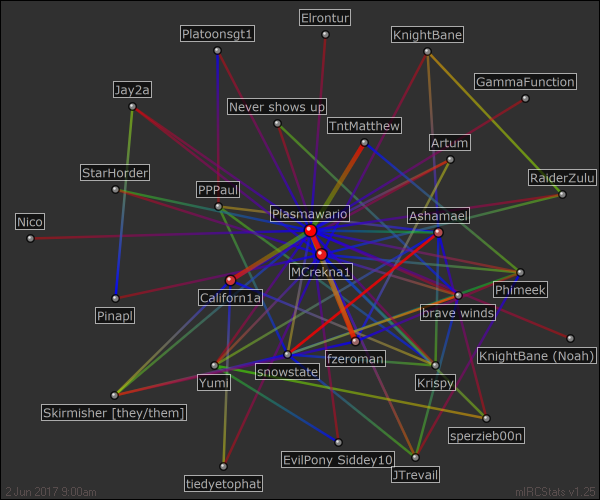 Elrontur
Platoonsgt1
KnightBane
GammaFunction
Jay2a
Never shows up
TntMatthew
Artum
StarHorder
PPPaul
DaiderZulu
Plasmawario
Ashamael
Nico
MCrekna1
Californ1a
Phimeek
Pinapl
brave winds
KnightBane (Noah)
fzeroman
snowstate
Yumi
Krispy
Skirmisher [they/them]
sperzieb00n
EvilPony Siddey10
JTrevail
tiedyetophat
2 Jun 2017 9:00am
mIRCStats v1.25